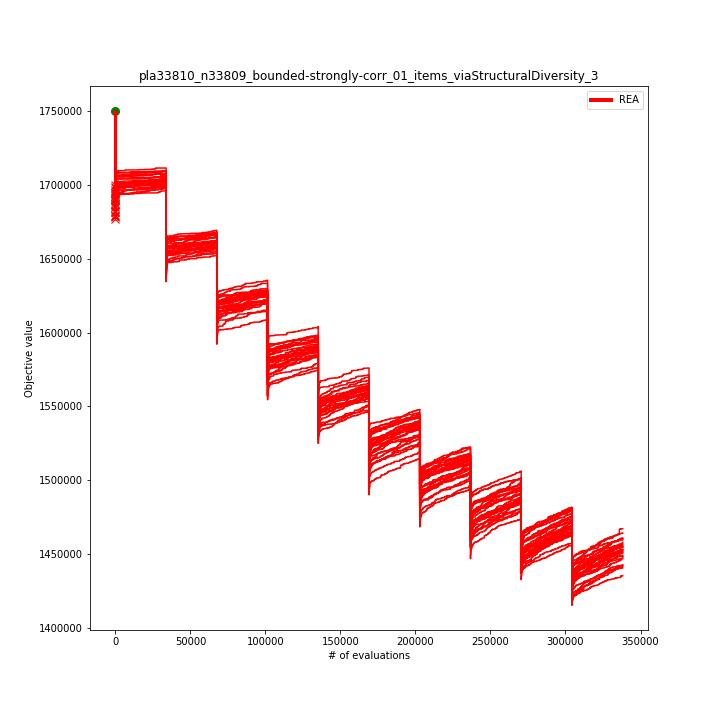 pla33810_n33809_bounded-strongly-corr_01_items_viaStructuralDiversity_3
REA
1750000
1700000
1650000
1600000
1550000
1500000
1450000
1400000
Objective value
0 50000 100000 150000 200000 250000 300000 350000
# of evaluations